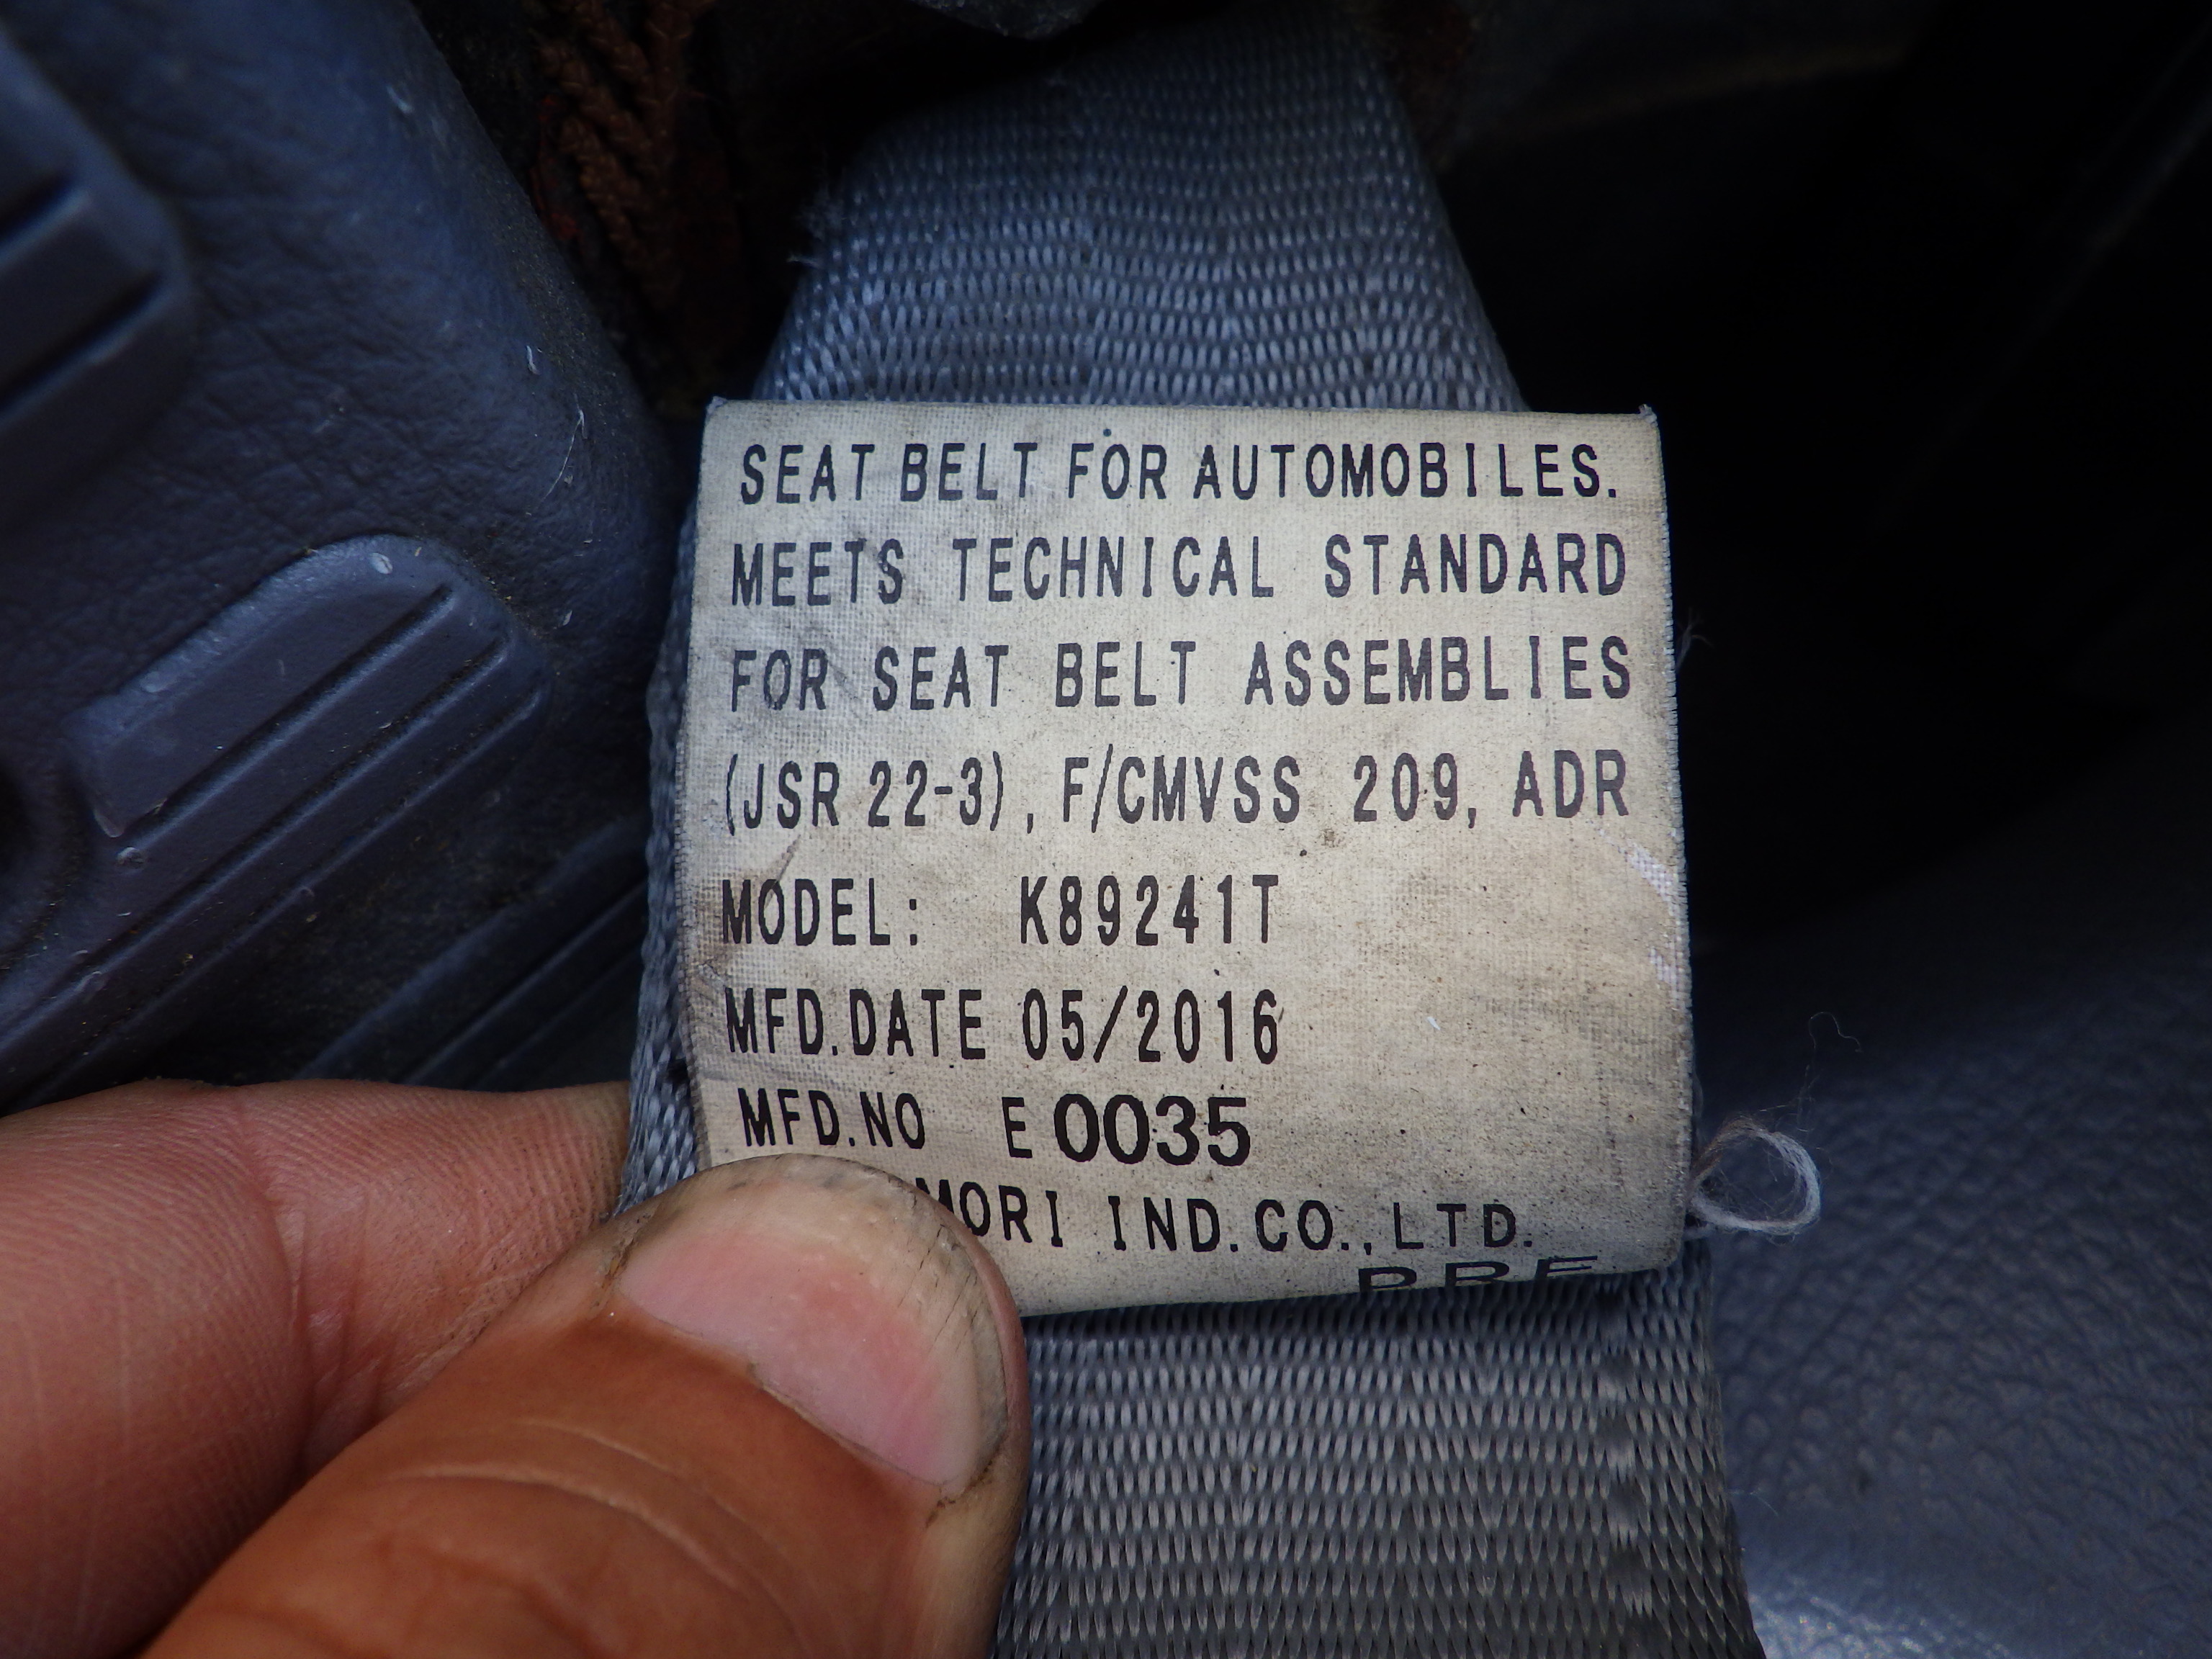 SEAT BELT FOR AUTOMOBILES.
MEETS TECHNICAL STANDARD
FOR SEAT BELT ASSEMBLIES
(JSR 22-3), F/CMVSS 209, ADR
MODEL: K89241T
MFD.DATE 05/2016
MFD.NO E 0035
IND.CO.,LTD.